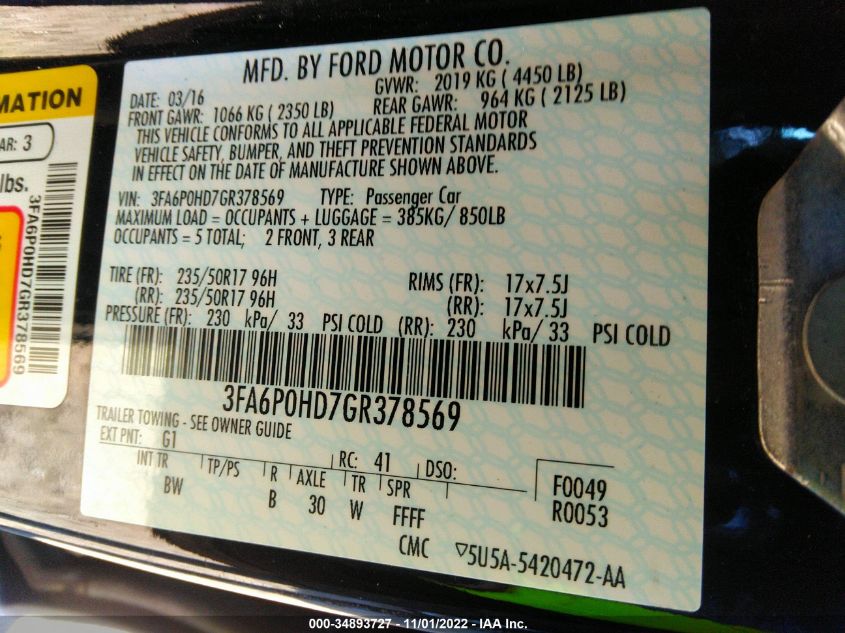 MFD. BY FORD MOTOR CO.
DATE: 03/16 GVWR: 2019 KG ( 4450 LB)
FRONT GAWR: 1066 KG ( 2350 LB) REAR GAWR: 964 KG ( 2125 LB)
THIS VEHICLE CONFORMS TO ALL APPLICABLE FEDERAL MOTOR
VEHICLE SAFETY, BUMPER, AND THEFT PREVENTION STANDARDS
IN EFFECT ON THE DATE OF MANUFACTURE SHOWN ABOVE.
VIN: 3FA6P0HD7GR378569 TYPE: Passenger Car
MAXIMUM LOAD = OCCUPANTS + LUGGAGE = 385KG/ 850LB
OCCUPANTS = 5 TOTAL; 2 FRONT, 3 REAR
TIRE (FR): 235/50R17 96H RIMS (FR): 17x7.5J
(RR): 235/50R17 96H (RR): 17x7.5J
PRESSURE (FR): 230 kPa/ 33 PSI COLD (RR): 230 kPa/ 33 PSI COLD
3FA6P0HD7GR378569
TRAILER TOWING - SEE OWNER GUIDE
EXT PNT: G1 RC: 41 DSO:
INT TR TP/PS R AXLE TR SPR F0049
BW B 30 W FFFF R0053
CMC ▽5U5A-5420472-AA
MATION
AR: 3
lbs.
3FA6P0HD7GR378569
000-34893727 - 11/01/2022 - IAA Inc.